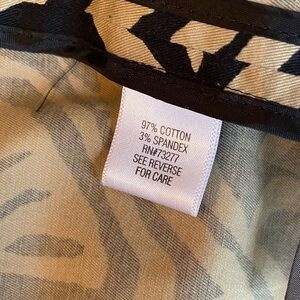 97% COTTON
3% SPANDEX
RN#73277
SEE REVERSE
FOR CARE